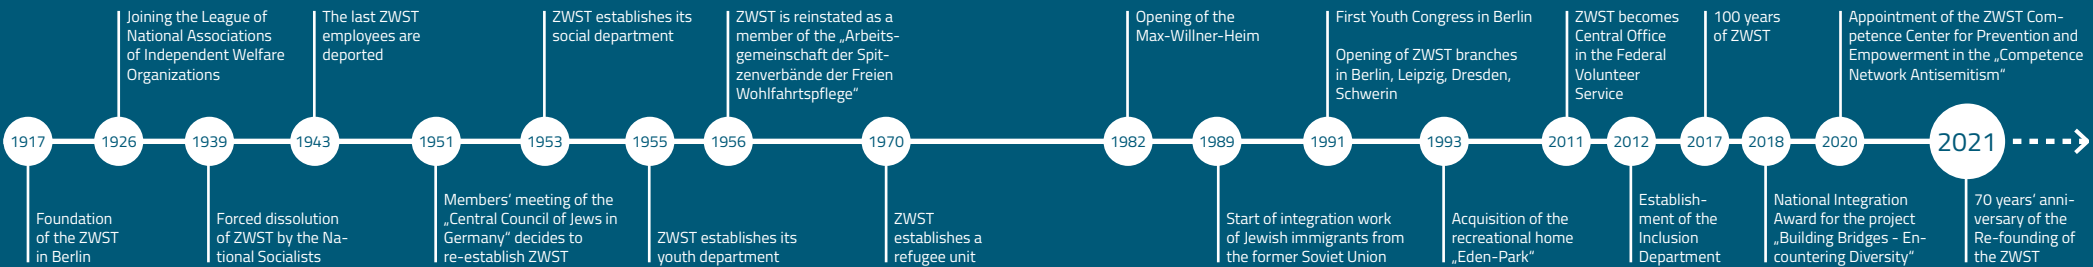 Joining the League of
National Associations
of Independent Welfare
Organizations
The last ZWST
employees are
deported
ZWST establishes its
social department
ZWST is reinstated as a
member of the „Arbeits-
gemeinschaft der Spit-
zenverbände der Freien
Wohlfahrtspflege“
Opening of the
Max-Willner-Heim
First Youth Congress in Berlin
Opening of ZWST branches
in Berlin, Leipzig, Dresden,
Schwerin
ZWST becomes
Central Office
in the Federal
Volunteer
Service
100 years
of ZWST
Appointment of the ZWST Com-
petence Center for Prevention and
Empowerment in the „Competence
Network Antisemitism“
1917 1926 1939 1943 1951 1953 1955 1956 1970 1982 1989 1991 1993 2011 2012 2017 2018 2020 2021
Foundation
of the ZWST
in Berlin
Forced dissolution
of ZWST by the Na-
tional Socialists
Members’ meeting of the
„Central Council of Jews in
Germany“ decides to
re-establish ZWST
ZWST establishes its
youth department
ZWST
establishes a
refugee unit
Start of integration work
of Jewish immigrants from
the former Soviet Union
Acquisition of the
recreational home
„Eden-Park“
Establish-
ment of the
Inclusion
Department
National Integration
Award for the project
„Building Bridges - En-
countering Diversity“
70 years’ anni-
versary of the
Re-founding of
the ZWST